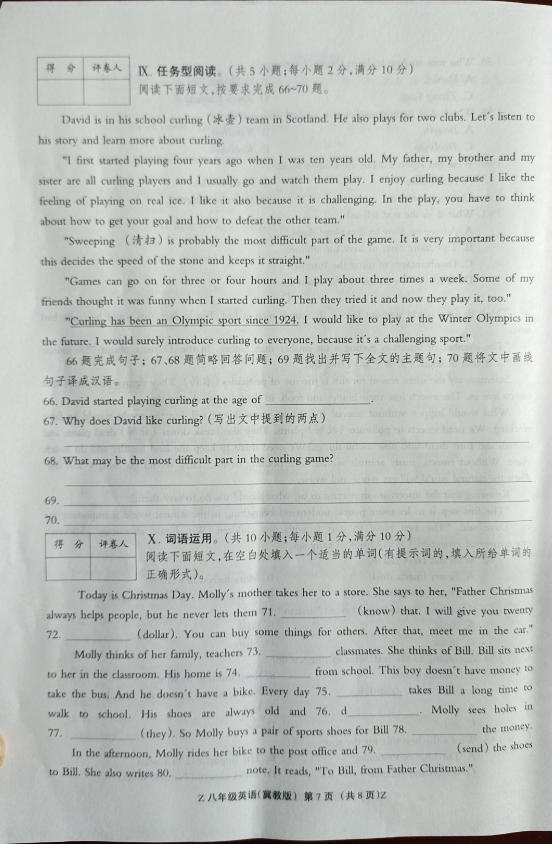 得 分 评卷人
Ⅸ. 任务型阅读。(共 5 小题;每小题 2 分,满分 10 分)
阅读下面短文,按要求完成 66~70 题。
David is in his school curling (冰壶) team in Scotland. He also plays for two clubs. Let's listen to
his story and learn more about curling.
"I first started playing four years ago when I was ten years old. My father, my brother and my
sister are all curling players and I usually go and watch them play. I enjoy curling because I like the
feeling of playing on real ice. I like it also because it is challenging. In the play, you have to think
about how to get your goal and how to defeat the other team."
"Sweeping (清扫) is probably the most difficult part of the game. It is very important because
this decides the speed of the stone and keeps it straight."
"Games can go on for three or four hours and I play about three times a week. Some of my
friends thought it was funny when I started curling. Then they tried it and now they play it, too."
"Curling has been an Olympic sport since 1924. I would like to play at the Winter Olympics in
the future. I would surely introduce curling to everyone, because it's a challenging sport."
66 题完成句子; 67、68 题简略回答问题; 69 题找出并写下全文的主题句; 70 题将文中画线
句子译成汉语。
66. David started playing curling at the age of ____________.
67. Why does David like curling? (写出文中提到的两点)
68. What may be the most difficult part in the curling game?
69.
70.
得 分 评卷人
Ⅹ. 词语运用。(共 10 小题;每小题 1 分,满分 10 分)
阅读下面短文,在空白处填入一个适当的单词(有提示词的,填入所给单词的
正确形式)。
Today is Christmas Day. Molly's mother takes her to a store. She says to her, "Father Christmas
always helps people, but he never lets them 71. ________ (know) that. I will give you twenty
72. ________ (dollar). You can buy some things for others. After that, meet me in the car."
Molly thinks of her family, teachers 73. ________ classmates. She thinks of Bill. Bill sits next
to her in the classroom. His home is 74. ________ from school. This boy doesn't have money to
take the bus. And he doesn't have a bike. Every day 75. ________ takes Bill a long time to
walk to school. His shoes are always old and 76. d________. Molly sees holes in
77. ________ (they). So Molly buys a pair of sports shoes for Bill 78. ________ the money.
In the afternoon, Molly rides her bike to the post office and 79. ________ (send) the shoes
to Bill. She also writes 80. ________ note. It reads, "To Bill, from Father Christmas."
Z 八年级英语(冀教版) 第 7 页 (共 8 页)Z